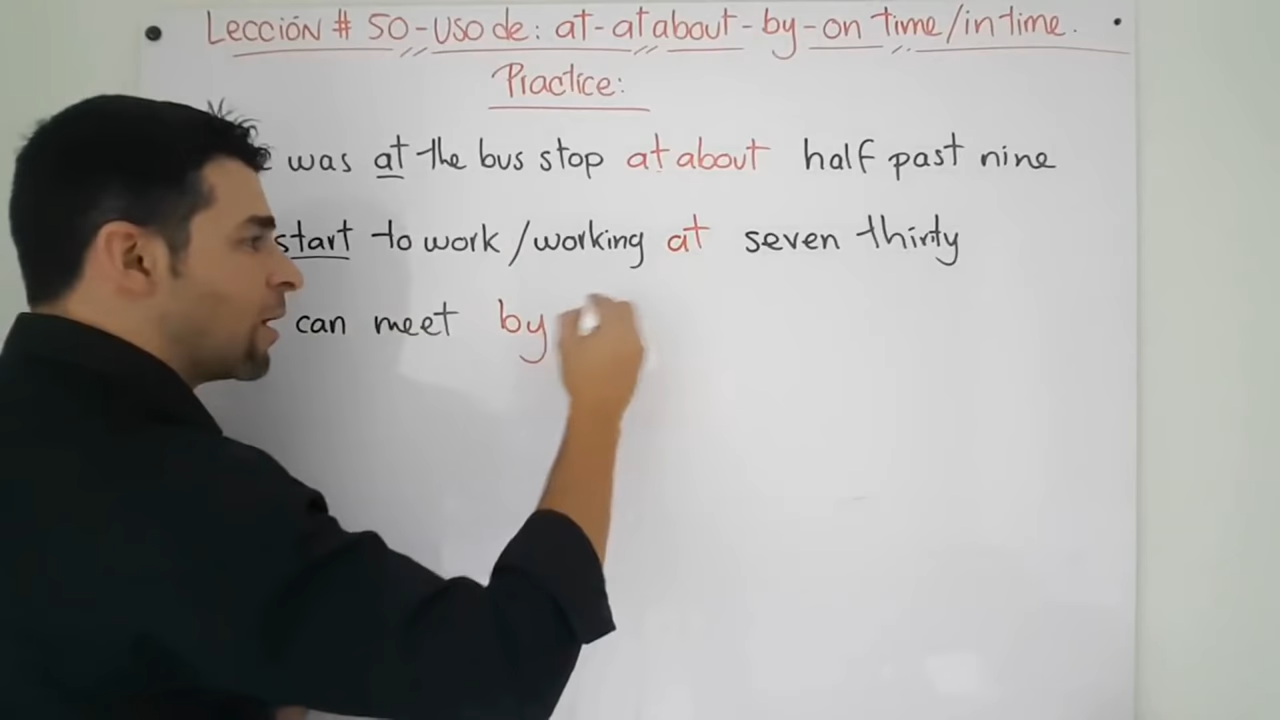 Lección # 50-Uso de: at-at about-by-on time/in time.
Practice:
was at the bus stop at about half past nine
start to work/working at seven thirty
can meet by